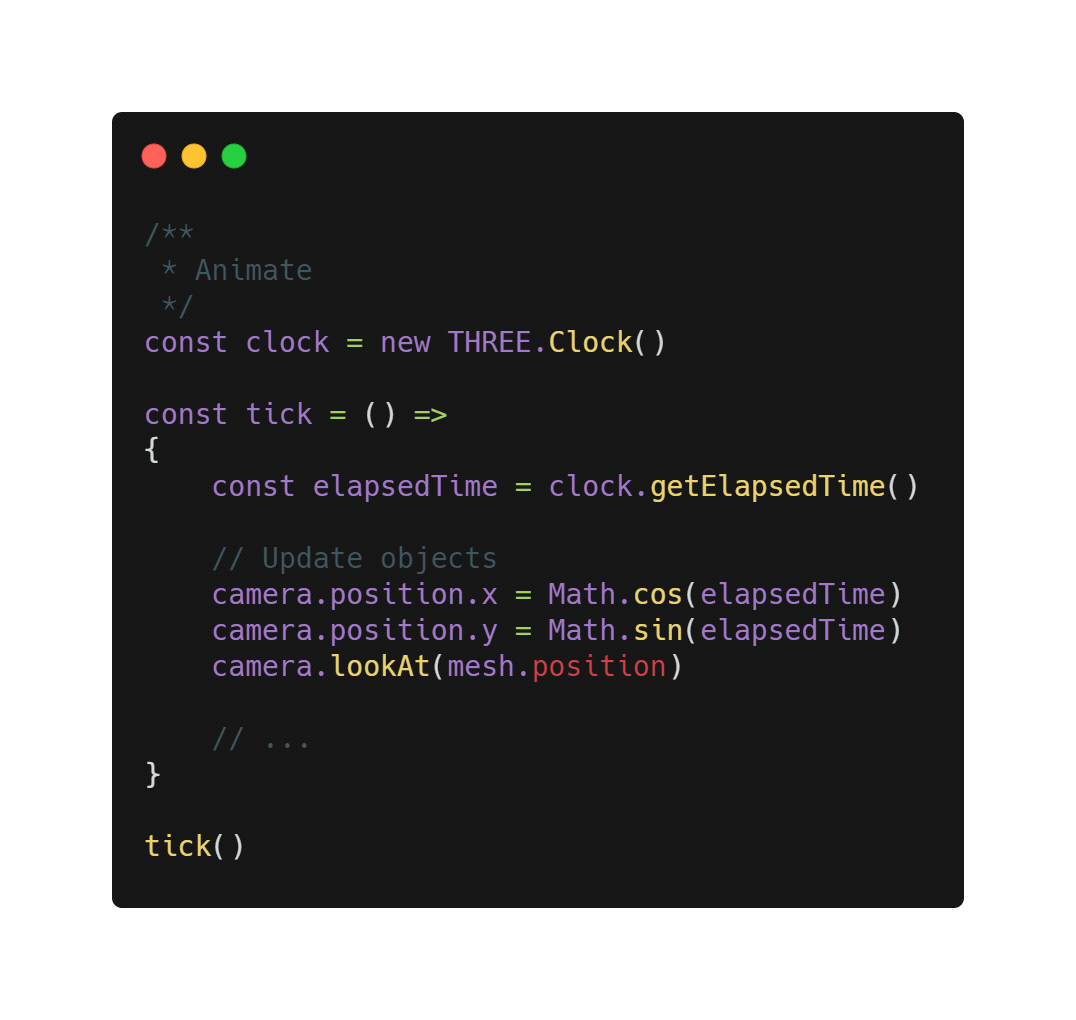 /**
 * Animate
 */
const clock = new THREE.Clock()
const tick = () =>
{
    const elapsedTime = clock.getElapsedTime()
    // Update objects
    camera.position.x = Math.cos(elapsedTime)
    camera.position.y = Math.sin(elapsedTime)
    camera.lookAt(mesh.position)
    // ...
}
tick()